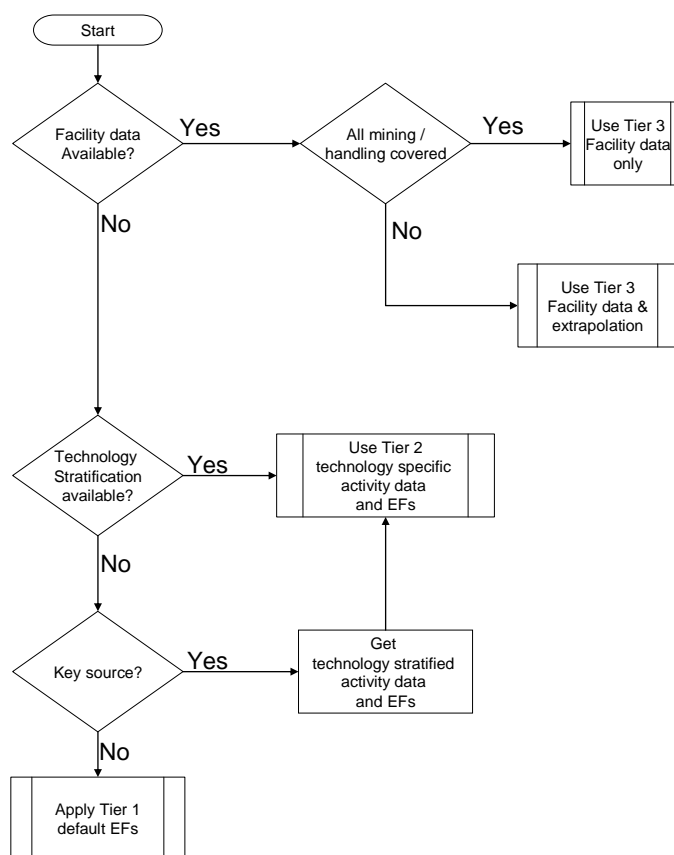 Start
Facility data
Available?
Yes
All mining /
handling covered
Yes
Use Tier 3
Facility data
only
No
No
Use Tier 3
Facility data &
extrapolation
Technology
Stratification
available?
Yes
Use Tier 2
technology specific
activity data
and EFs
No
Key source?
Yes
Get
technology stratified
activity data
and EFs
No
Apply Tier 1
default EFs